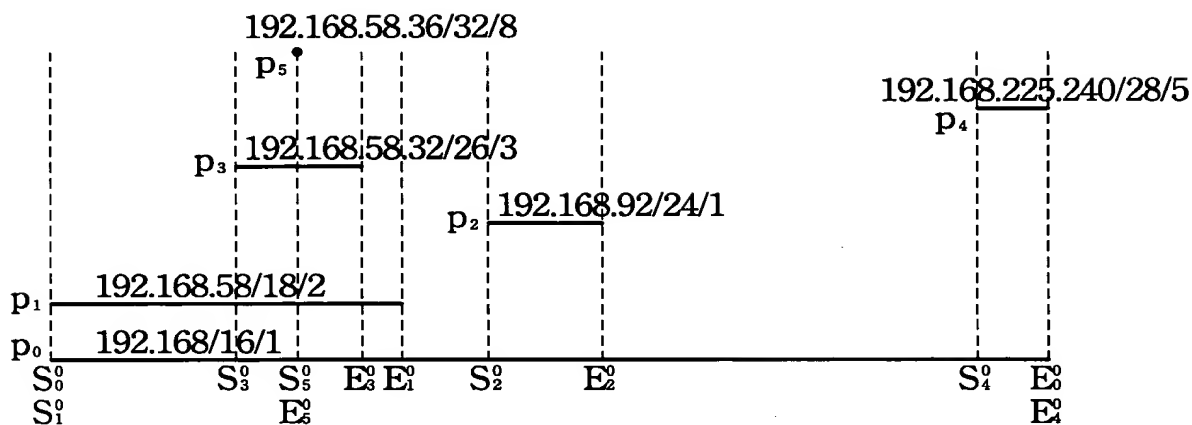 192.168.58.36/32/8
p₅
192.168.225.240/28/5
p₄
192.168.58.32/26/3
p₃
192.168.92/24/1
p₂
192.168.58/18/2
p₁
192.168/16/1
p₀
S₀⁰ S₃⁰ S₅⁰ E₃⁰ E₁⁰ S₂⁰ E₂⁰ S₄⁰ E₀⁰
S₁⁰ E₅⁰ E₄⁰